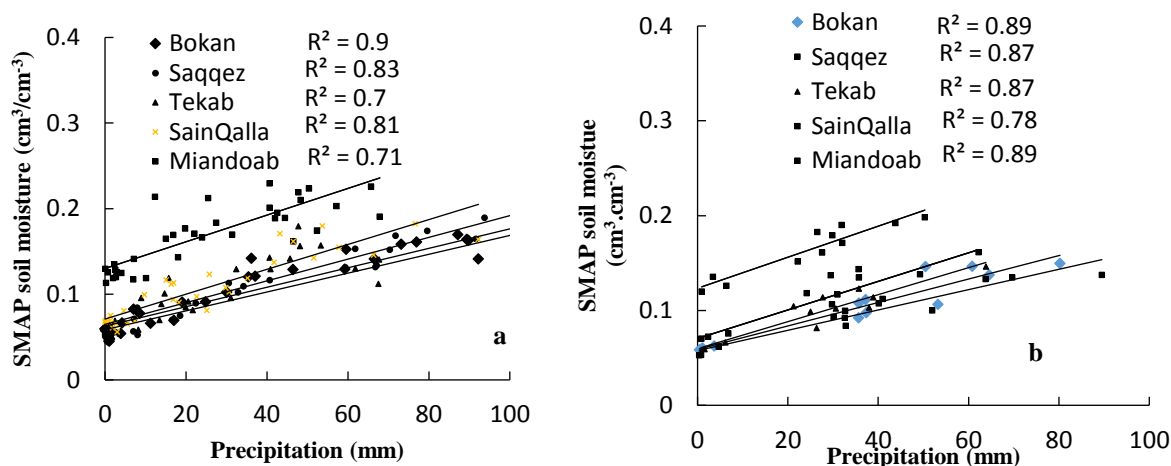 SMAP soil moisture (cm³/cm⁻³)
0.4
0.3
0.2
0.1
0
Bokan R² = 0.9
Saqqez R² = 0.83
Tekab R² = 0.7
SainQalla R² = 0.81
Miandoab R² = 0.71
a
0 20 40 60 80 100
Precipitation (mm)
SMAP soil moistue
(cm³.cm⁻³)
0.4
0.3
0.2
0.1
0
Bokan R² = 0.89
Saqqez R² = 0.87
Tekab R² = 0.87
SainQalla R² = 0.78
Miandoab R² = 0.89
b
0 20 40 60 80 100
Precipitation (mm)